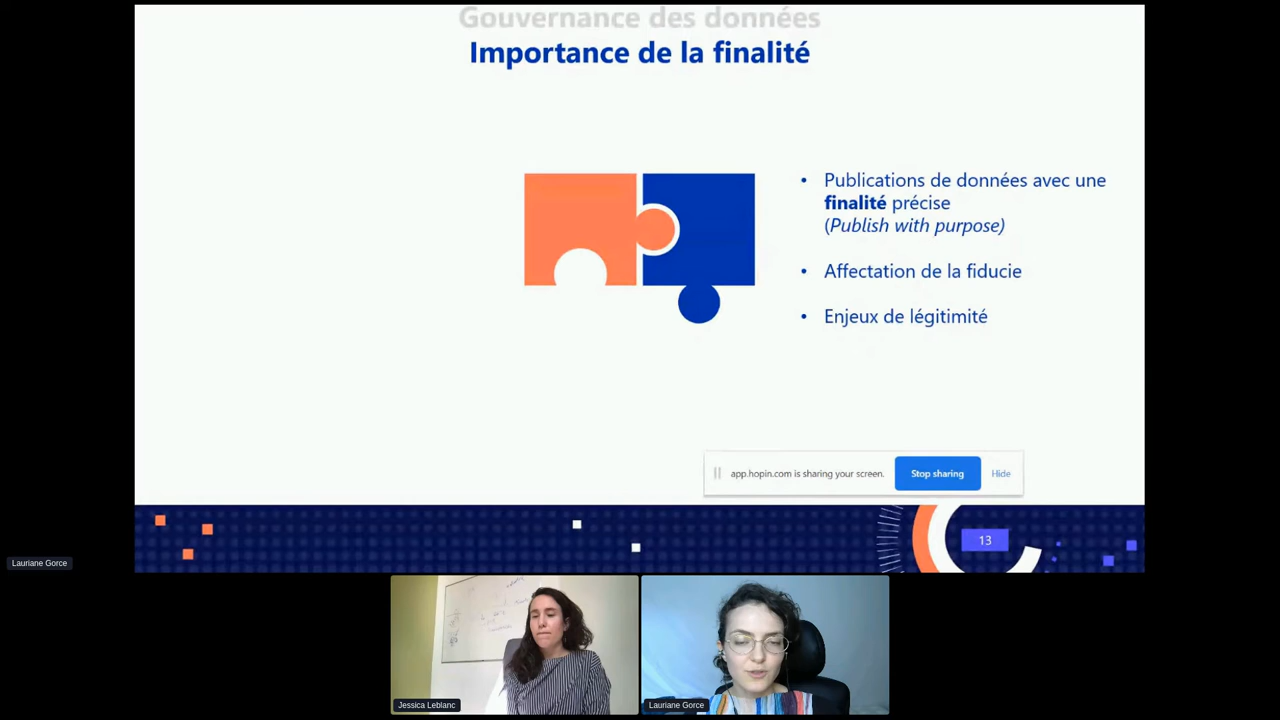 Gouvernance des données
Importance de la finalité
• Publications de données avec une
finalité précise
(Publish with purpose)
• Affectation de la fiducie
• Enjeux de légitimité
app.hopin.com is sharing your screen.
Stop sharing
Hide
13
Lauriane Gorce
Jessica Leblanc
Lauriane Gorce